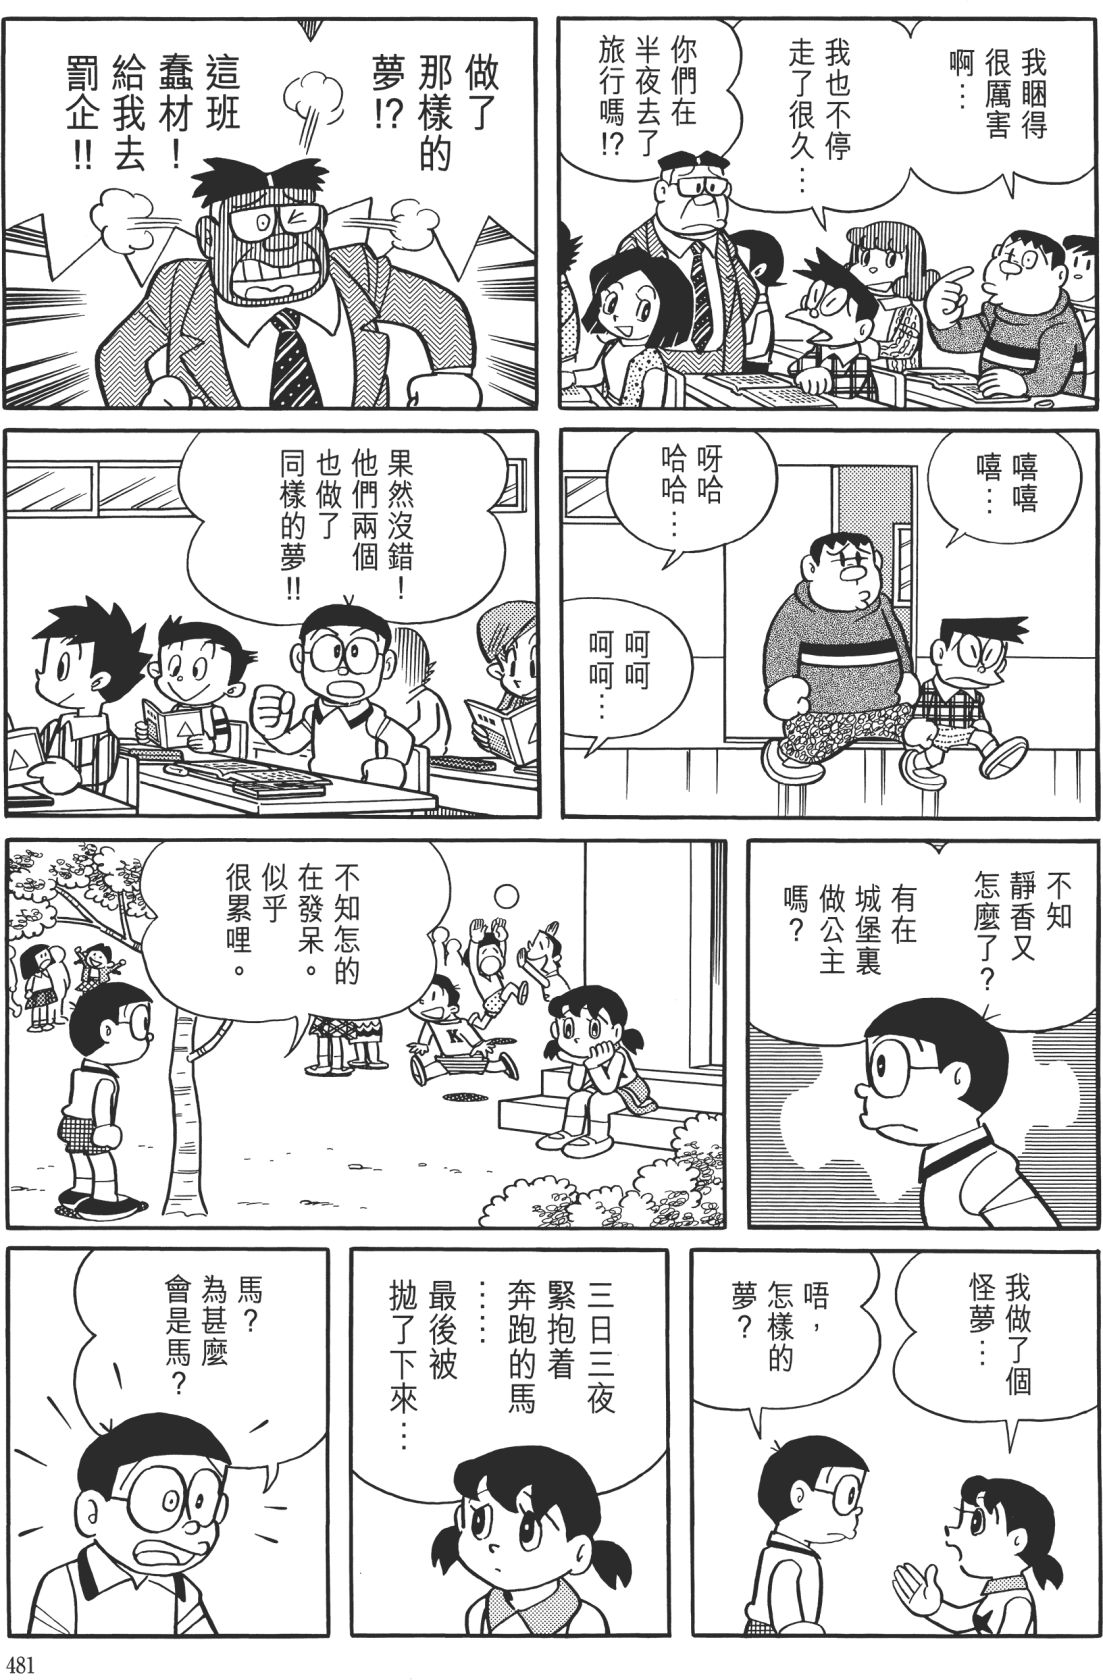 我睏得
很厲害
啊…
我也不停
走了很久…
你們在
半夜去了
旅行嗎!?
做了
那樣的
夢!?
這班
蠢材！
給我去
罰企!!
嘻嘻
嘻…
呀哈
哈哈…
呵呵
呵…
果然沒錯！
他們兩個
也做了
同樣的夢!!
不知
靜香又
怎麼了？
有在
城堡裏
做公主
嗎？
不知怎的
在發呆。
似乎
很累哩。
K
我做了個
怪夢…
唔，
怎樣的
夢？
三日三夜
緊抱着
奔跑的馬
……
最後被
拋了下來…
馬？
為甚麼
會是馬？
481